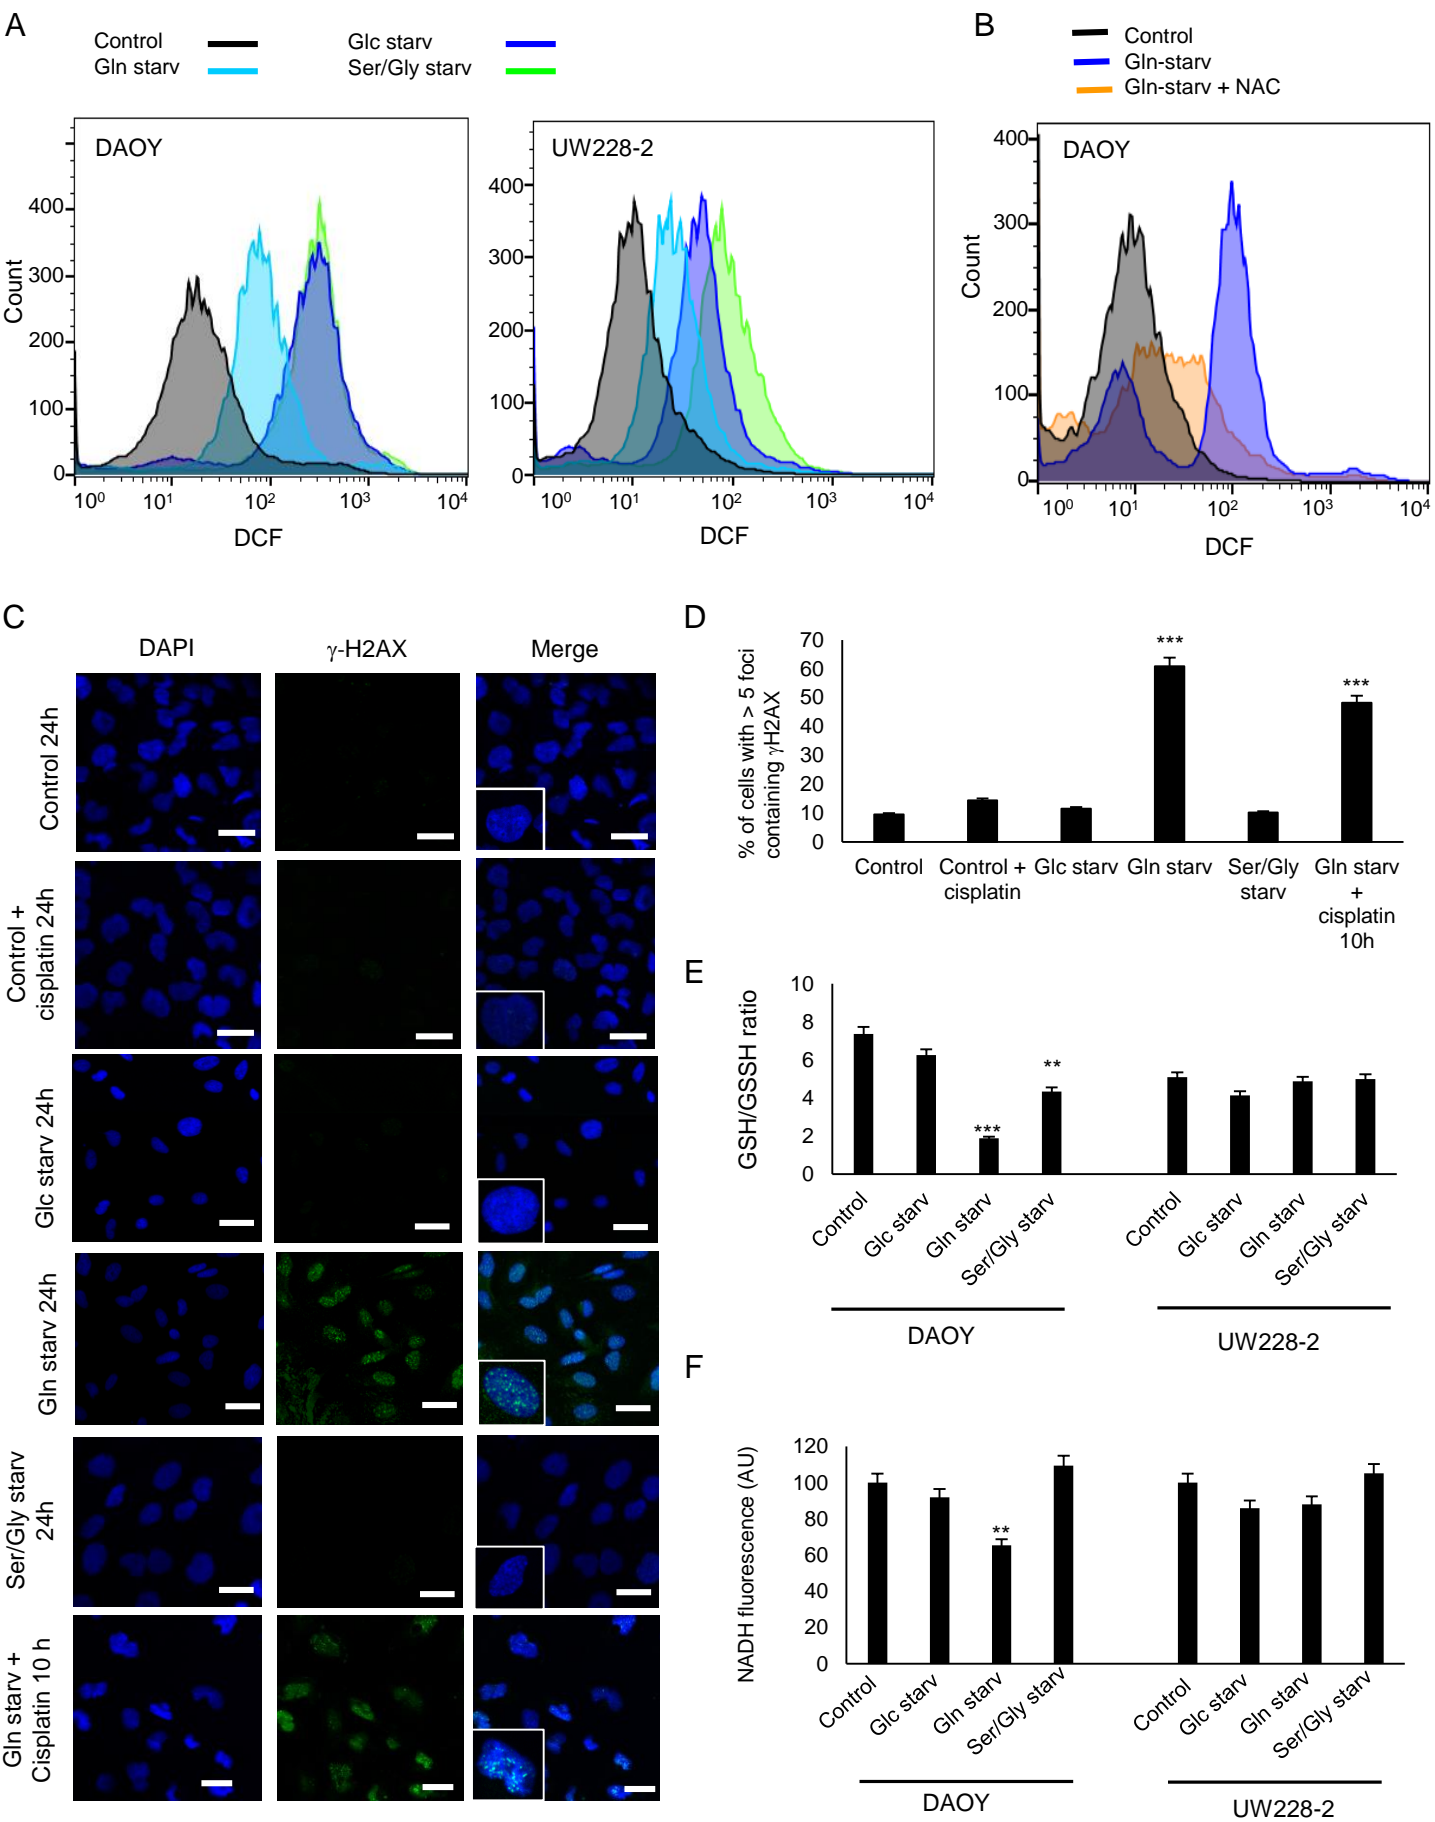 A
Control
Gln starv
Glc starv
Ser/Gly starv
DAOY
Count
400
300
200
100
0
10⁰ 10¹ 10² 10³ 10⁴
DCF
UW228-2
400
300
200
100
0
10⁰ 10¹ 10² 10³ 10⁴
DCF
B
Control
Gln-starv
Gln-starv + NAC
DAOY
Count
400
300
200
100
0
10⁰ 10¹ 10² 10³ 10⁴
DCF
C
DAPI
γ-H2AX
Merge
Control 24h
Control +
cisplatin 24h
Glc starv 24h
Gln starv 24h
Ser/Gly starv
24h
Gln starv +
Cisplatin 10 h
D
% of cells with > 5 foci
containing γH2AX
70
60
50
40
30
20
10
0
***
***
Control
Control +
cisplatin
Glc starv
Gln starv
Ser/Gly
starv
Gln starv
+
cisplatin
10h
E
GSH/GSSH ratio
10
8
6
4
2
0
***
**
Control
Glc starv
Gln starv
Ser/Gly starv
DAOY
Control
Glc starv
Gln starv
Ser/Gly starv
UW228-2
F
NADH fluorescence (AU)
120
100
80
60
40
20
0
**
Control
Glc starv
Gln starv
Ser/Gly starv
DAOY
Control
Glc starv
Gln starv
Ser/Gly starv
UW228-2